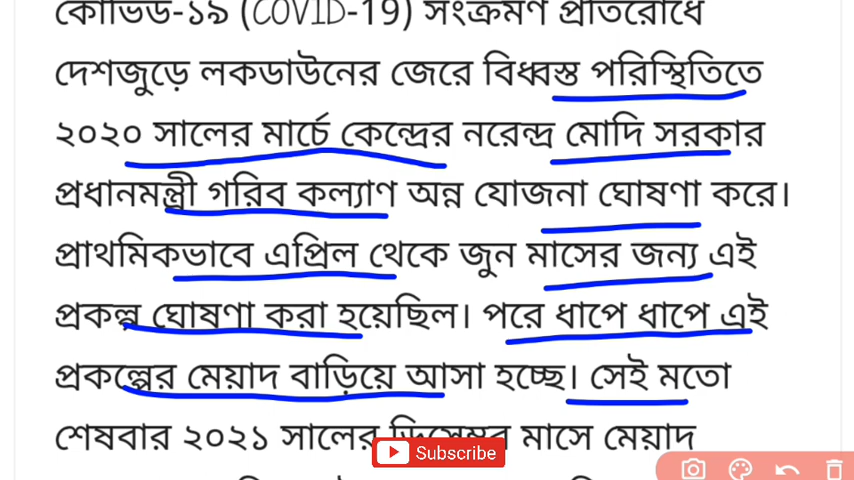 কোভিড-১৯ (COVID-19) সংক্রমণ প্রতিরোধে
দেশজুড়ে লকডাউনের জেরে বিধ্বস্ত পরিস্থিতিতে
২০২০ সালের মার্চে কেন্দ্রের নরেন্দ্র মোদি সরকার
প্রধানমন্ত্রী গরিব কল্যাণ অন্ন যোজনা ঘোষণা করে।
প্রাথমিকভাবে এপ্রিল থেকে জুন মাসের জন্য এই
প্রকল্প ঘোষণা করা হয়েছিল। পরে ধাপে ধাপে এই
প্রকল্পের মেয়াদ বাড়িয়ে আসা হচ্ছে। সেই মতো
শেষবার ২০২১ সালের ডিসেম্বর মাসে মেয়াদ
Subscribe